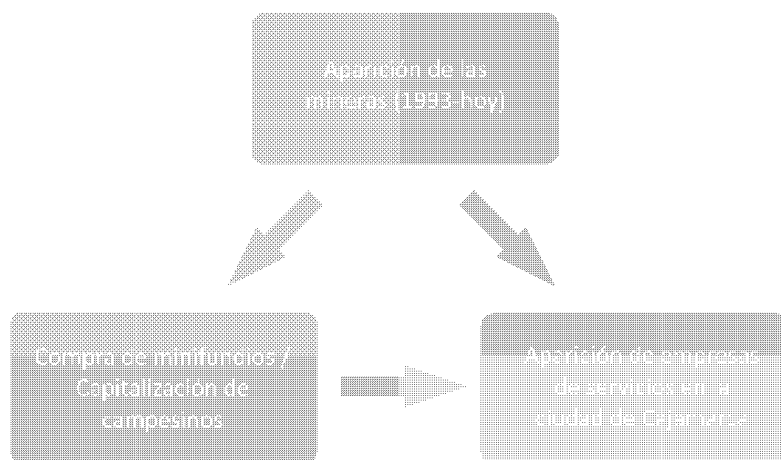 Aparición de las
mineras (1993-hoy)
Compra de minifundios /
Capitalización de
campesinos
Aparición de empresas
de servicios en la
ciudad de Cajamarca